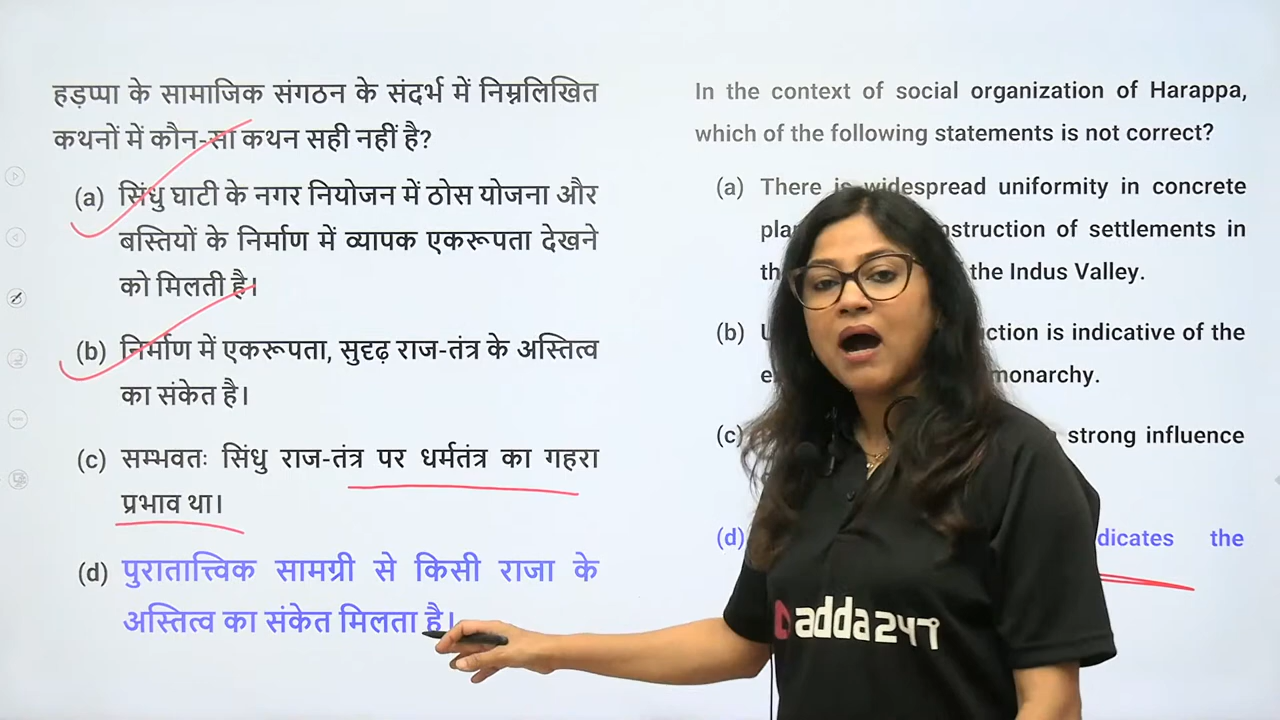 हड़प्पा के सामाजिक संगठन के संदर्भ में निम्नलिखित
कथनों में कौन-सा कथन सही नहीं है?
(a) सिंधु घाटी के नगर नियोजन में ठोस योजना और
बस्तियों के निर्माण में व्यापक एकरूपता देखने
को मिलती है।
(b) निर्माण में एकरूपता, सुदृढ़ राज-तंत्र के अस्तित्व
का संकेत है।
(c) सम्भवतः सिंधु राज-तंत्र पर धर्मतंत्र का गहरा
प्रभाव था।
(d) पुरातात्त्विक सामग्री से किसी राजा के
अस्तित्व का संकेत मिलता है।
In the context of social organization of Harappa,
which of the following statements is not correct?
(a) There is widespread uniformity in concrete
of settlements in
the Indus Valley.
(b) is indicative of the
monarchy.
(c) strong influence
(d) the
adda247